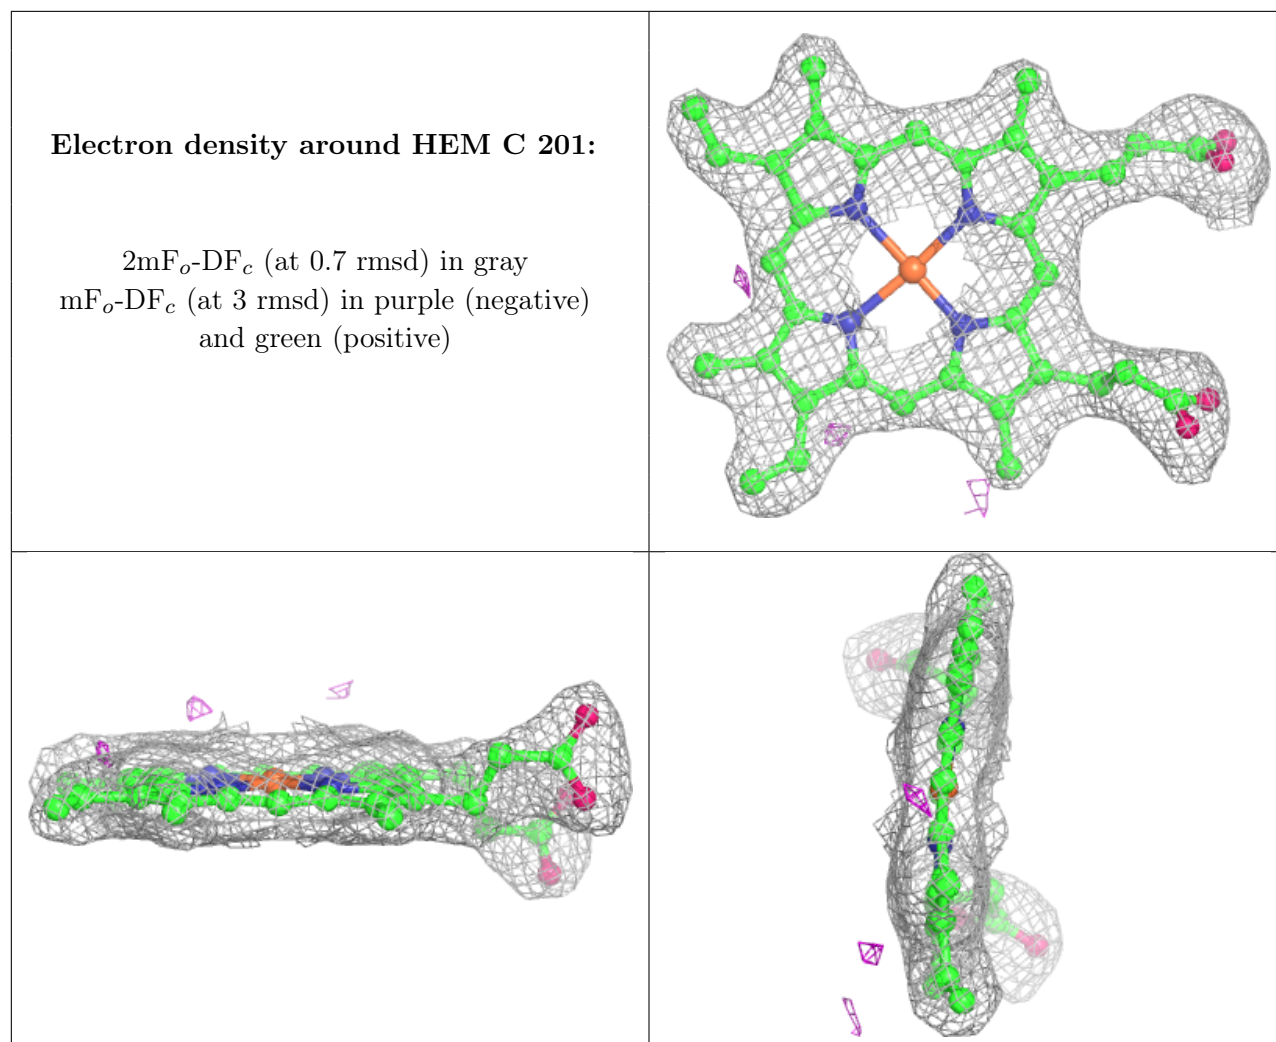 Electron density around HEM C 201:
2mFo-DFc (at 0.7 rmsd) in gray
mFo-DFc (at 3 rmsd) in purple (negative)
and green (positive)